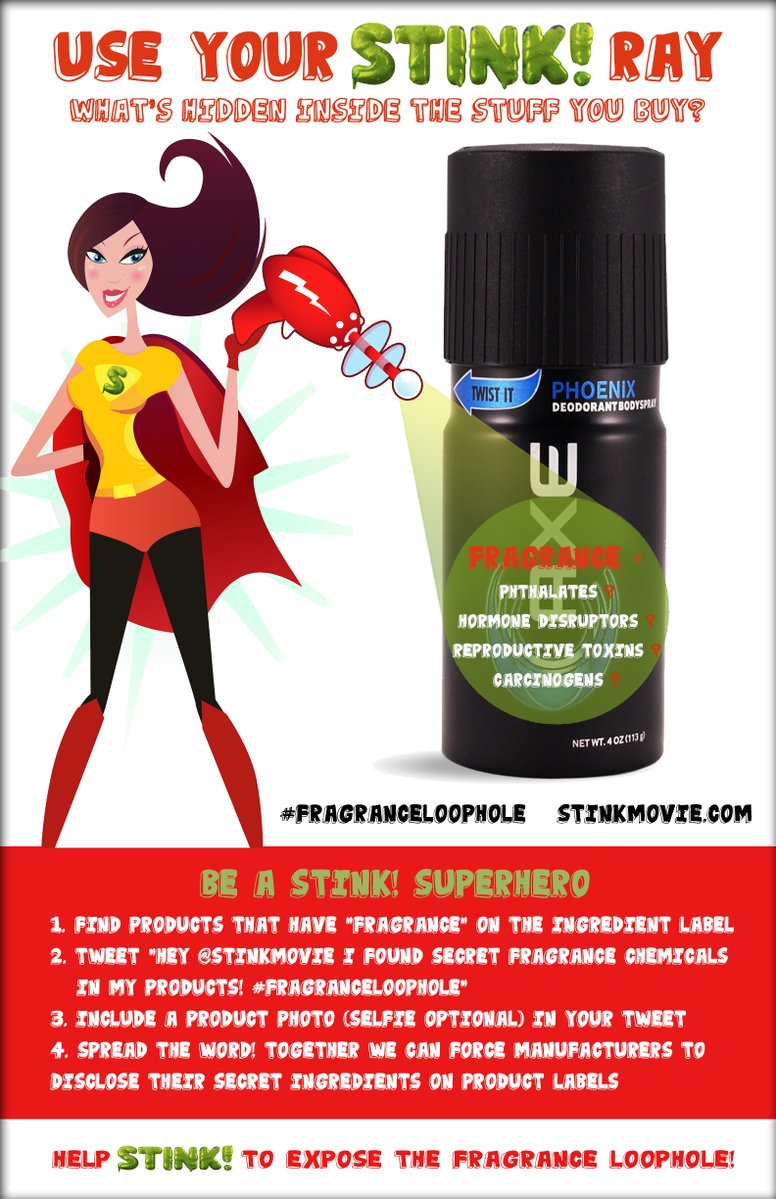 USE YOUR STINK! RAY
WHAT'S HIDDEN INSIDE THE STUFF YOU BUY?
S
TWIST IT
PHOENIX
DEODORANT BODYSPRAY
AXE
FRAGRANCE =
PHTHALATES ?
HORMONE DISRUPTORS ?
REPRODUCTIVE TOXINS ?
CARCINOGENS ?
NET WT. 4 OZ (113 g)
#FRAGRANCELOOPHOLE STINKMOVIE.COM
BE A STINK! SUPERHERO
1. FIND PRODUCTS THAT HAVE "FRAGRANCE" ON THE INGREDIENT LABEL
2. TWEET "HEY @STINKMOVIE I FOUND SECRET FRAGRANCE CHEMICALS
IN MY PRODUCTS! #FRAGRANCELOOPHOLE"
3. INCLUDE A PRODUCT PHOTO (SELFIE OPTIONAL) IN YOUR TWEET
4. SPREAD THE WORD! TOGETHER WE CAN FORCE MANUFACTURERS TO
DISCLOSE THEIR SECRET INGREDIENTS ON PRODUCT LABELS
HELP STINK! TO EXPOSE THE FRAGRANCE LOOPHOLE!